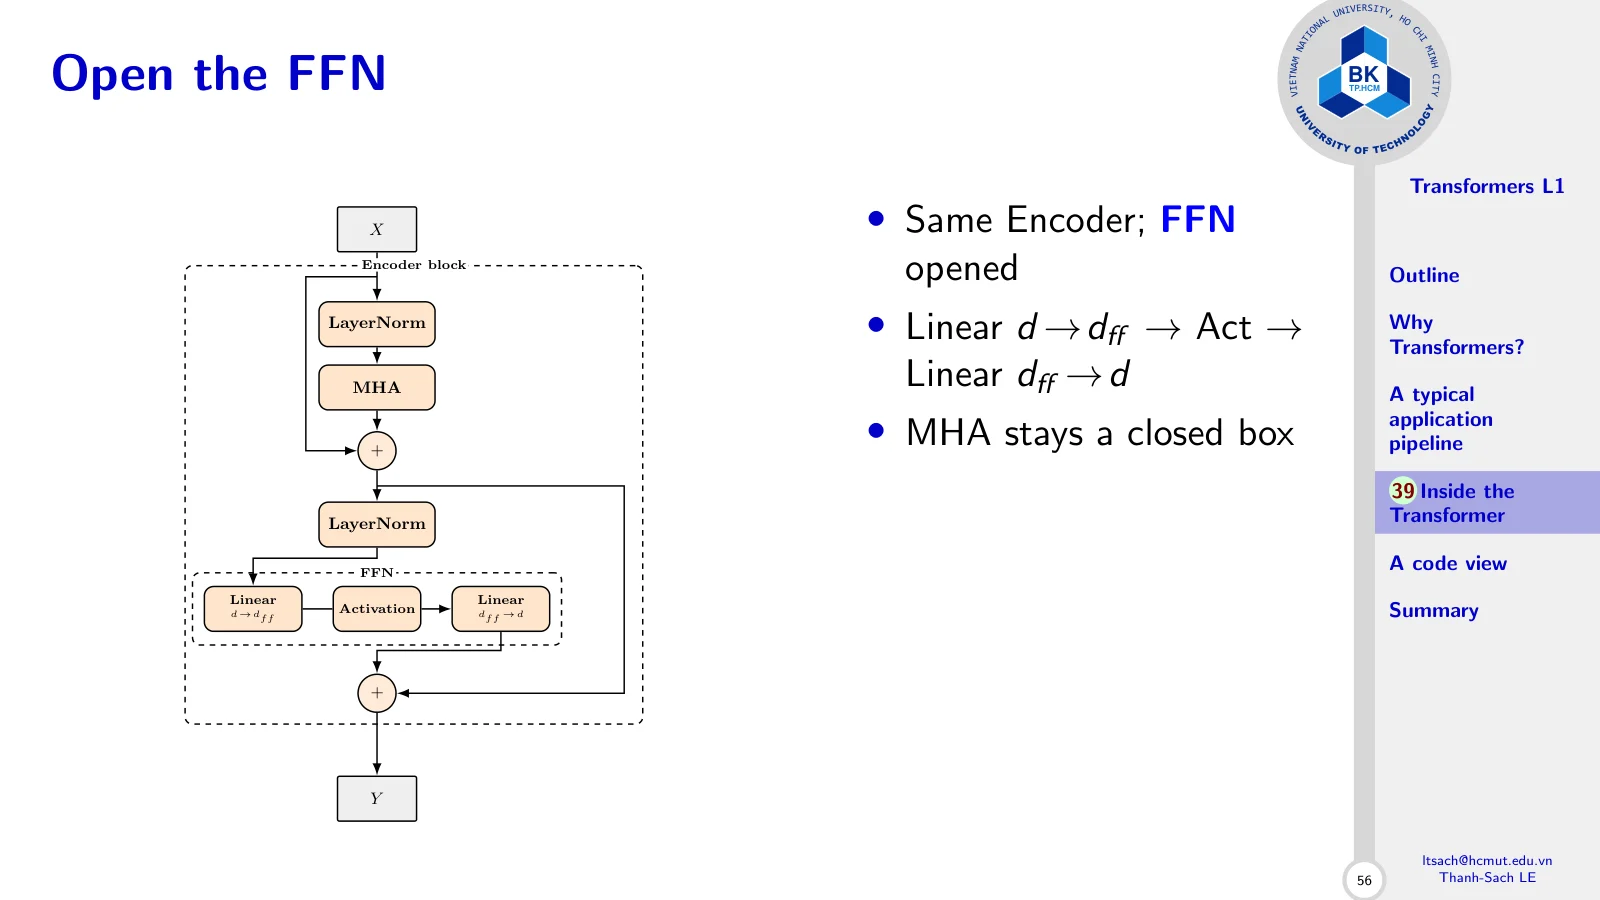 Open the FFN
X
Encoder block
LayerNorm
MHA
+
LayerNorm
FFN
Linear
d → d_ff
Activation
Linear
d_ff → d
+
Y
• Same Encoder; FFN
opened
• Linear d → d_ff → Act →
Linear d_ff → d
• MHA stays a closed box
VIETNAM NATIONAL UNIVERSITY, HO CHI MINH CITY
BK
TP.HCM
UNIVERSITY OF TECHNOLOGY
Transformers L1
Outline
Why
Transformers?
A typical
application
pipeline
39 Inside the
Transformer
A code view
Summary
ltsach@hcmut.edu.vn
Thanh-Sach LE
56